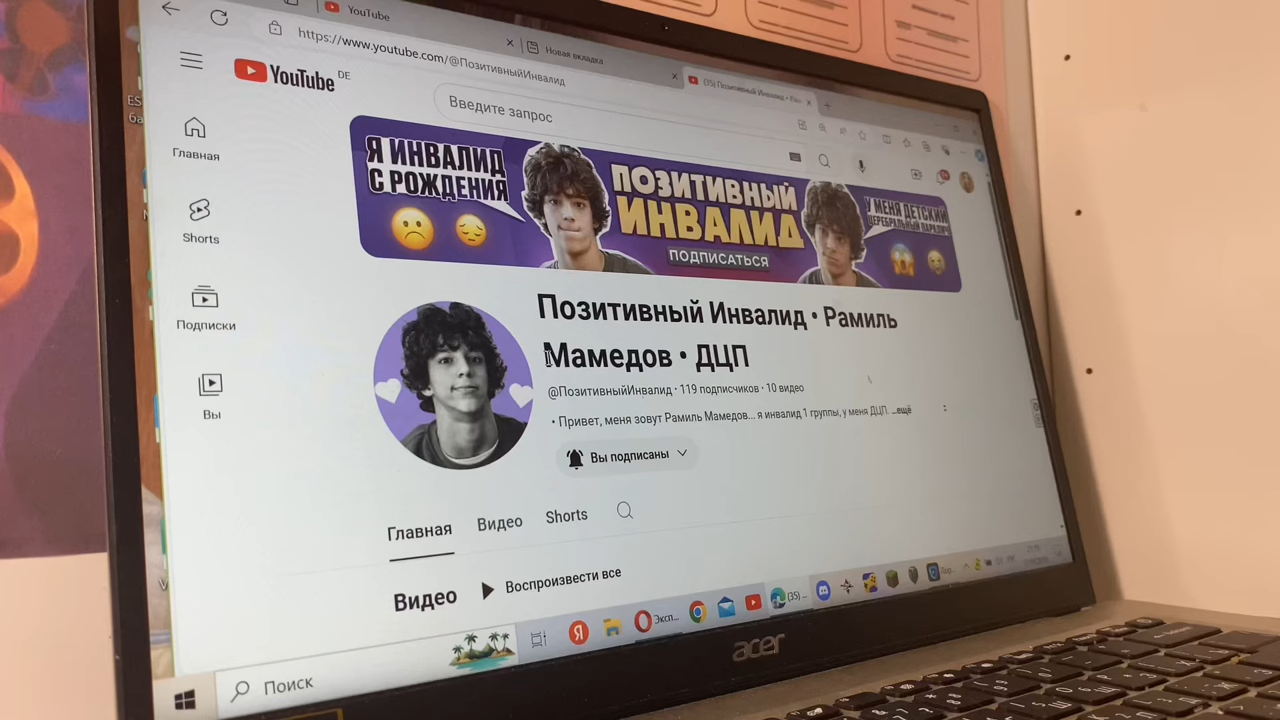 YouTube
https://www.youtube.com/@ПозитивныйИнвалид
Новая вкладка
(35) Позитивный Инвалид • Рам
YouTube DE
Введите запрос
Главная
Shorts
Подписки
Вы
Я ИНВАЛИД
С РОЖДЕНИЯ
ПОЗИТИВНЫЙ
ИНВАЛИД
ПОДПИСАТЬСЯ
У МЕНЯ ДЕТСКИЙ
ЦЕРЕБРАЛЬНЫЙ ПАРАЛИЧ
Позитивный Инвалид • Рамиль
Мамедов • ДЦП
@ПозитивныйИнвалид · 119 подписчиков · 10 видео
• Привет, меня зовут Рамиль Мамедов... я инвалид 1 группы, у меня ДЦП. ...ещё
Вы подписаны
Главная Видео Shorts
Видео Воспроизвести все
Поиск
Я
Эксп...
(35) -
acer